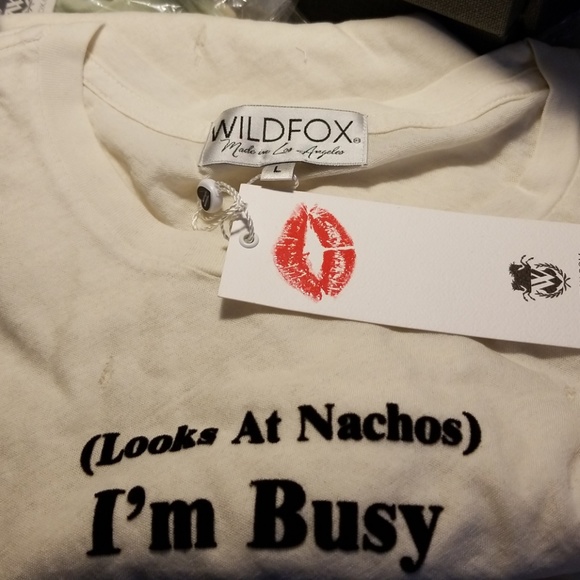 WILDFOX
Made in Los Angeles
L
(Looks At Nachos)
I'm Busy